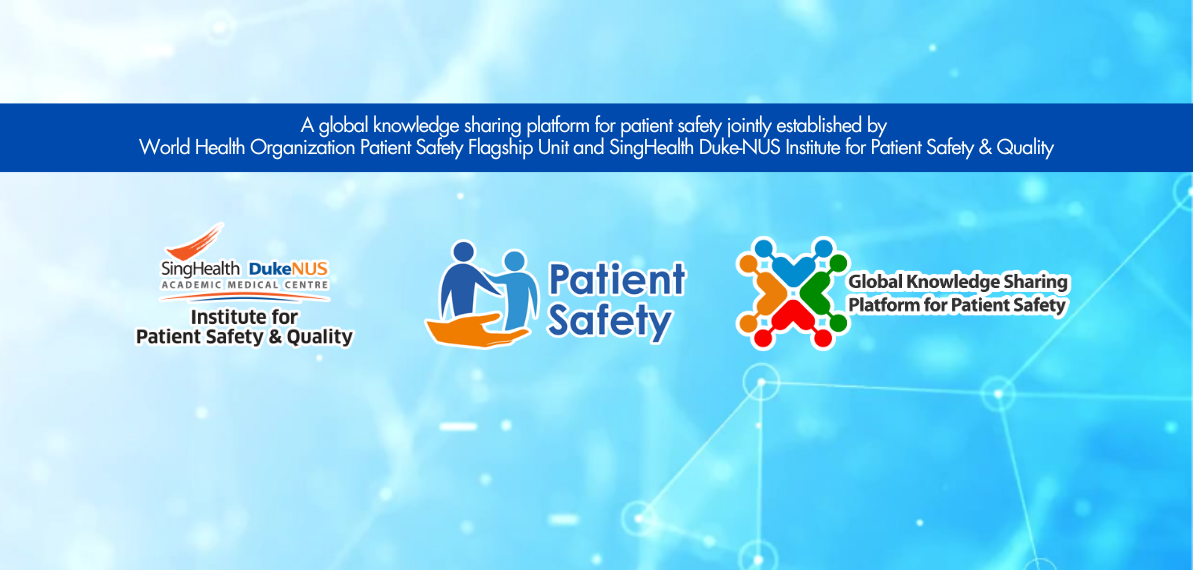 A global knowledge sharing platform for patient safety jointly established by
World Health Organization Patient Safety Flagship Unit and SingHealth Duke-NUS Institute for Patient Safety & Quality
SingHealth DukeNUS
ACADEMIC MEDICAL CENTRE
Institute for
Patient Safety & Quality
Patient
Safety
Global Knowledge Sharing
Platform for Patient Safety